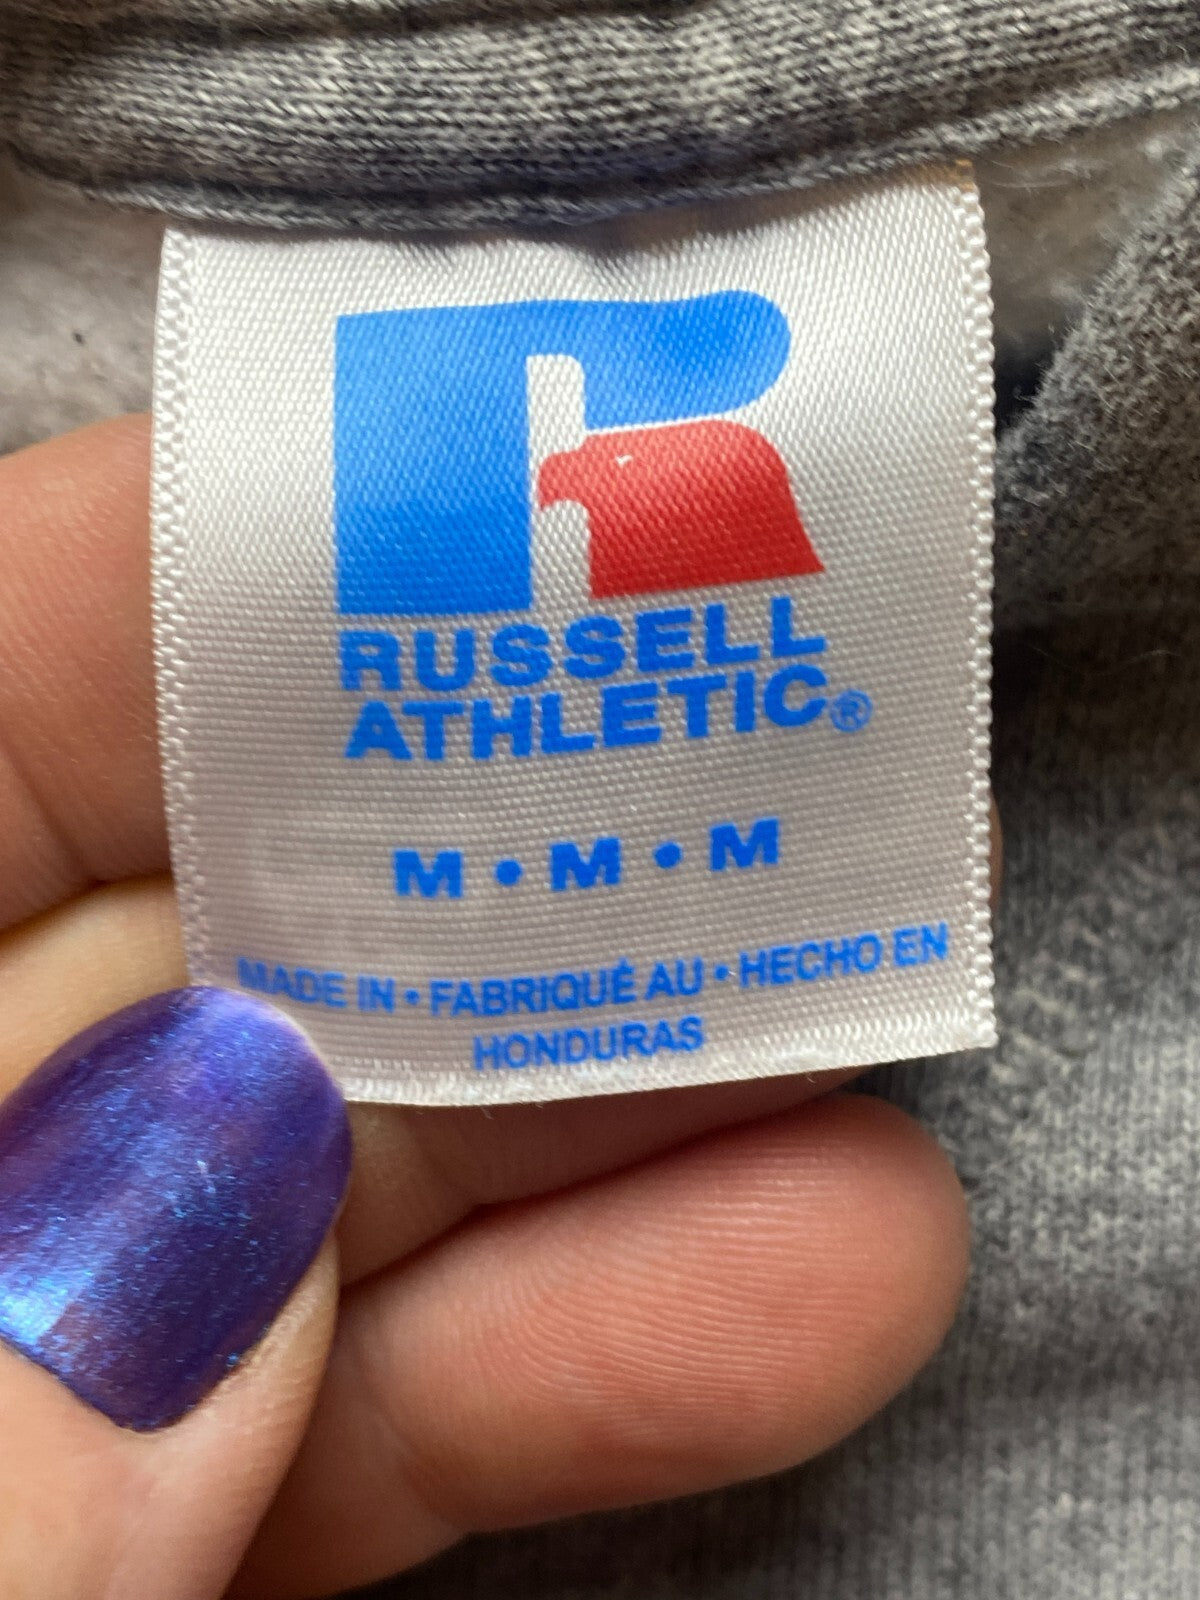 RUSSELL
ATHLETIC®
M • M • M
MADE IN • FABRIQUÉ AU • HECHO EN
HONDURAS